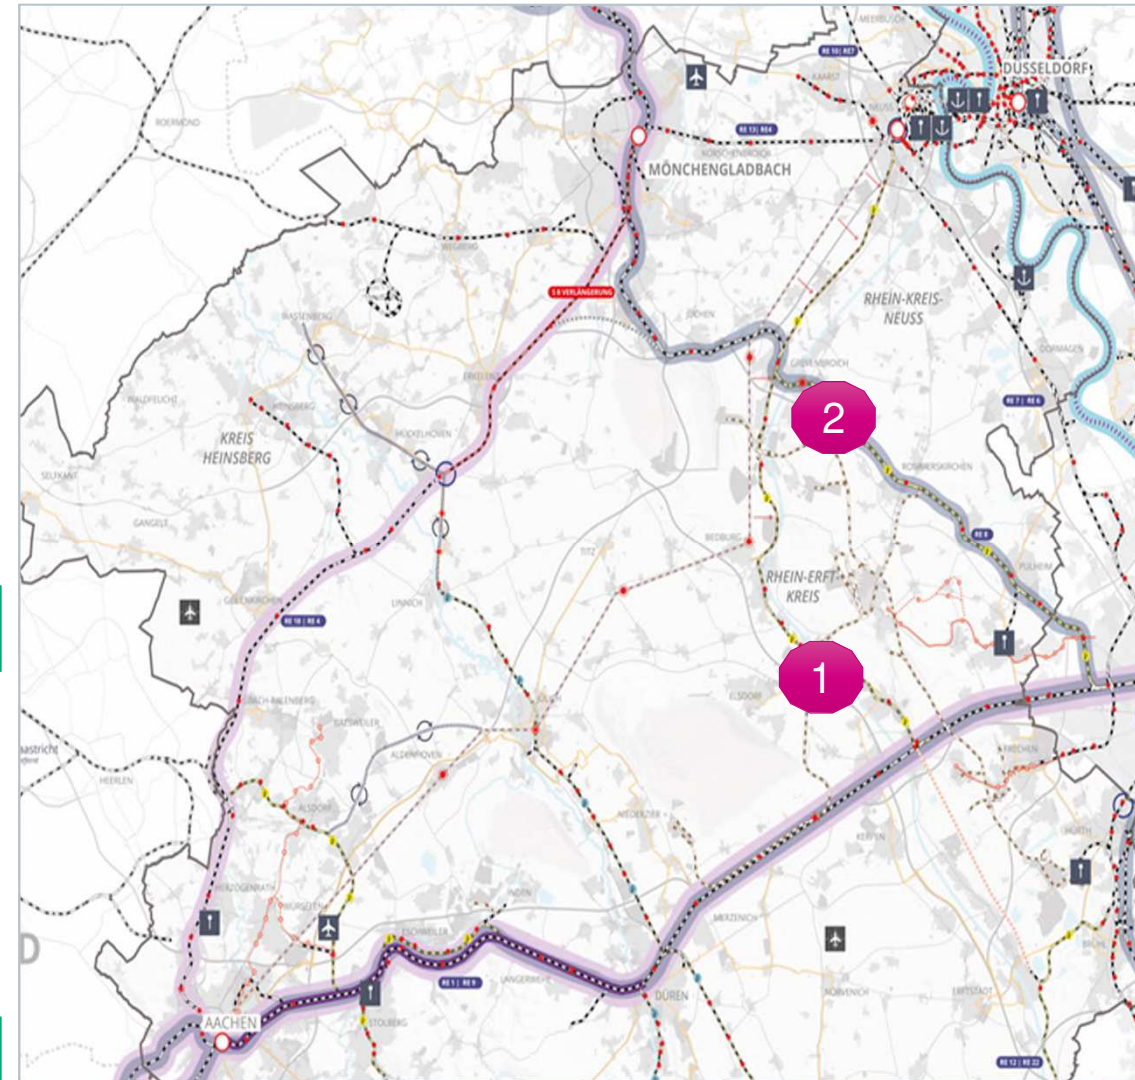 MEERBUSCH
RE 10 | RE7
DÜSSELDORF
KAARST
NEUSS
ROERMOND
RE 13 | RE4
KORSCHENBROICH
MÖNCHENGLADBACH
WEGBERG
S 8 VERLÄNGERUNG
RHEIN-KREIS-
NEUSS
WASSENBERG
JÜCHEN
DORMAGEN
GREVENBROICH
ERKELENZ
WALDFEUCHT
HEINSBERG
RE 7 | RE 6
2
KREIS
HEINSBERG
HÜCKELHOVEN
ROMMERSKIRCHEN
SELFKANT
GANGELT
BEDBURG
RE 8
TITZ
PULHEIM
RHEIN-ERFT-
KREIS
LINNICH
GEILENKIRCHEN
RE 18 | RE 4
1
JÜLICH
ELSDORF
ÜBACH-PALENBERG
BAESWEILER
aastricht
ALDENHOVEN
FRECHEN
HEERLEN
ALSDORF
NIEDERZIER
KERPEN
HÜRTH
HERZOGENRATH
INDEN
WÜRSELEN
MERZENICH
ESCHWEILER
D
BRÜHL
LANGERWEHE
RE 1 | RE 9
NÖRVENICH
ERFTSTADT
DÜREN
AACHEN
STOLBERG
RE 12 | RE 22